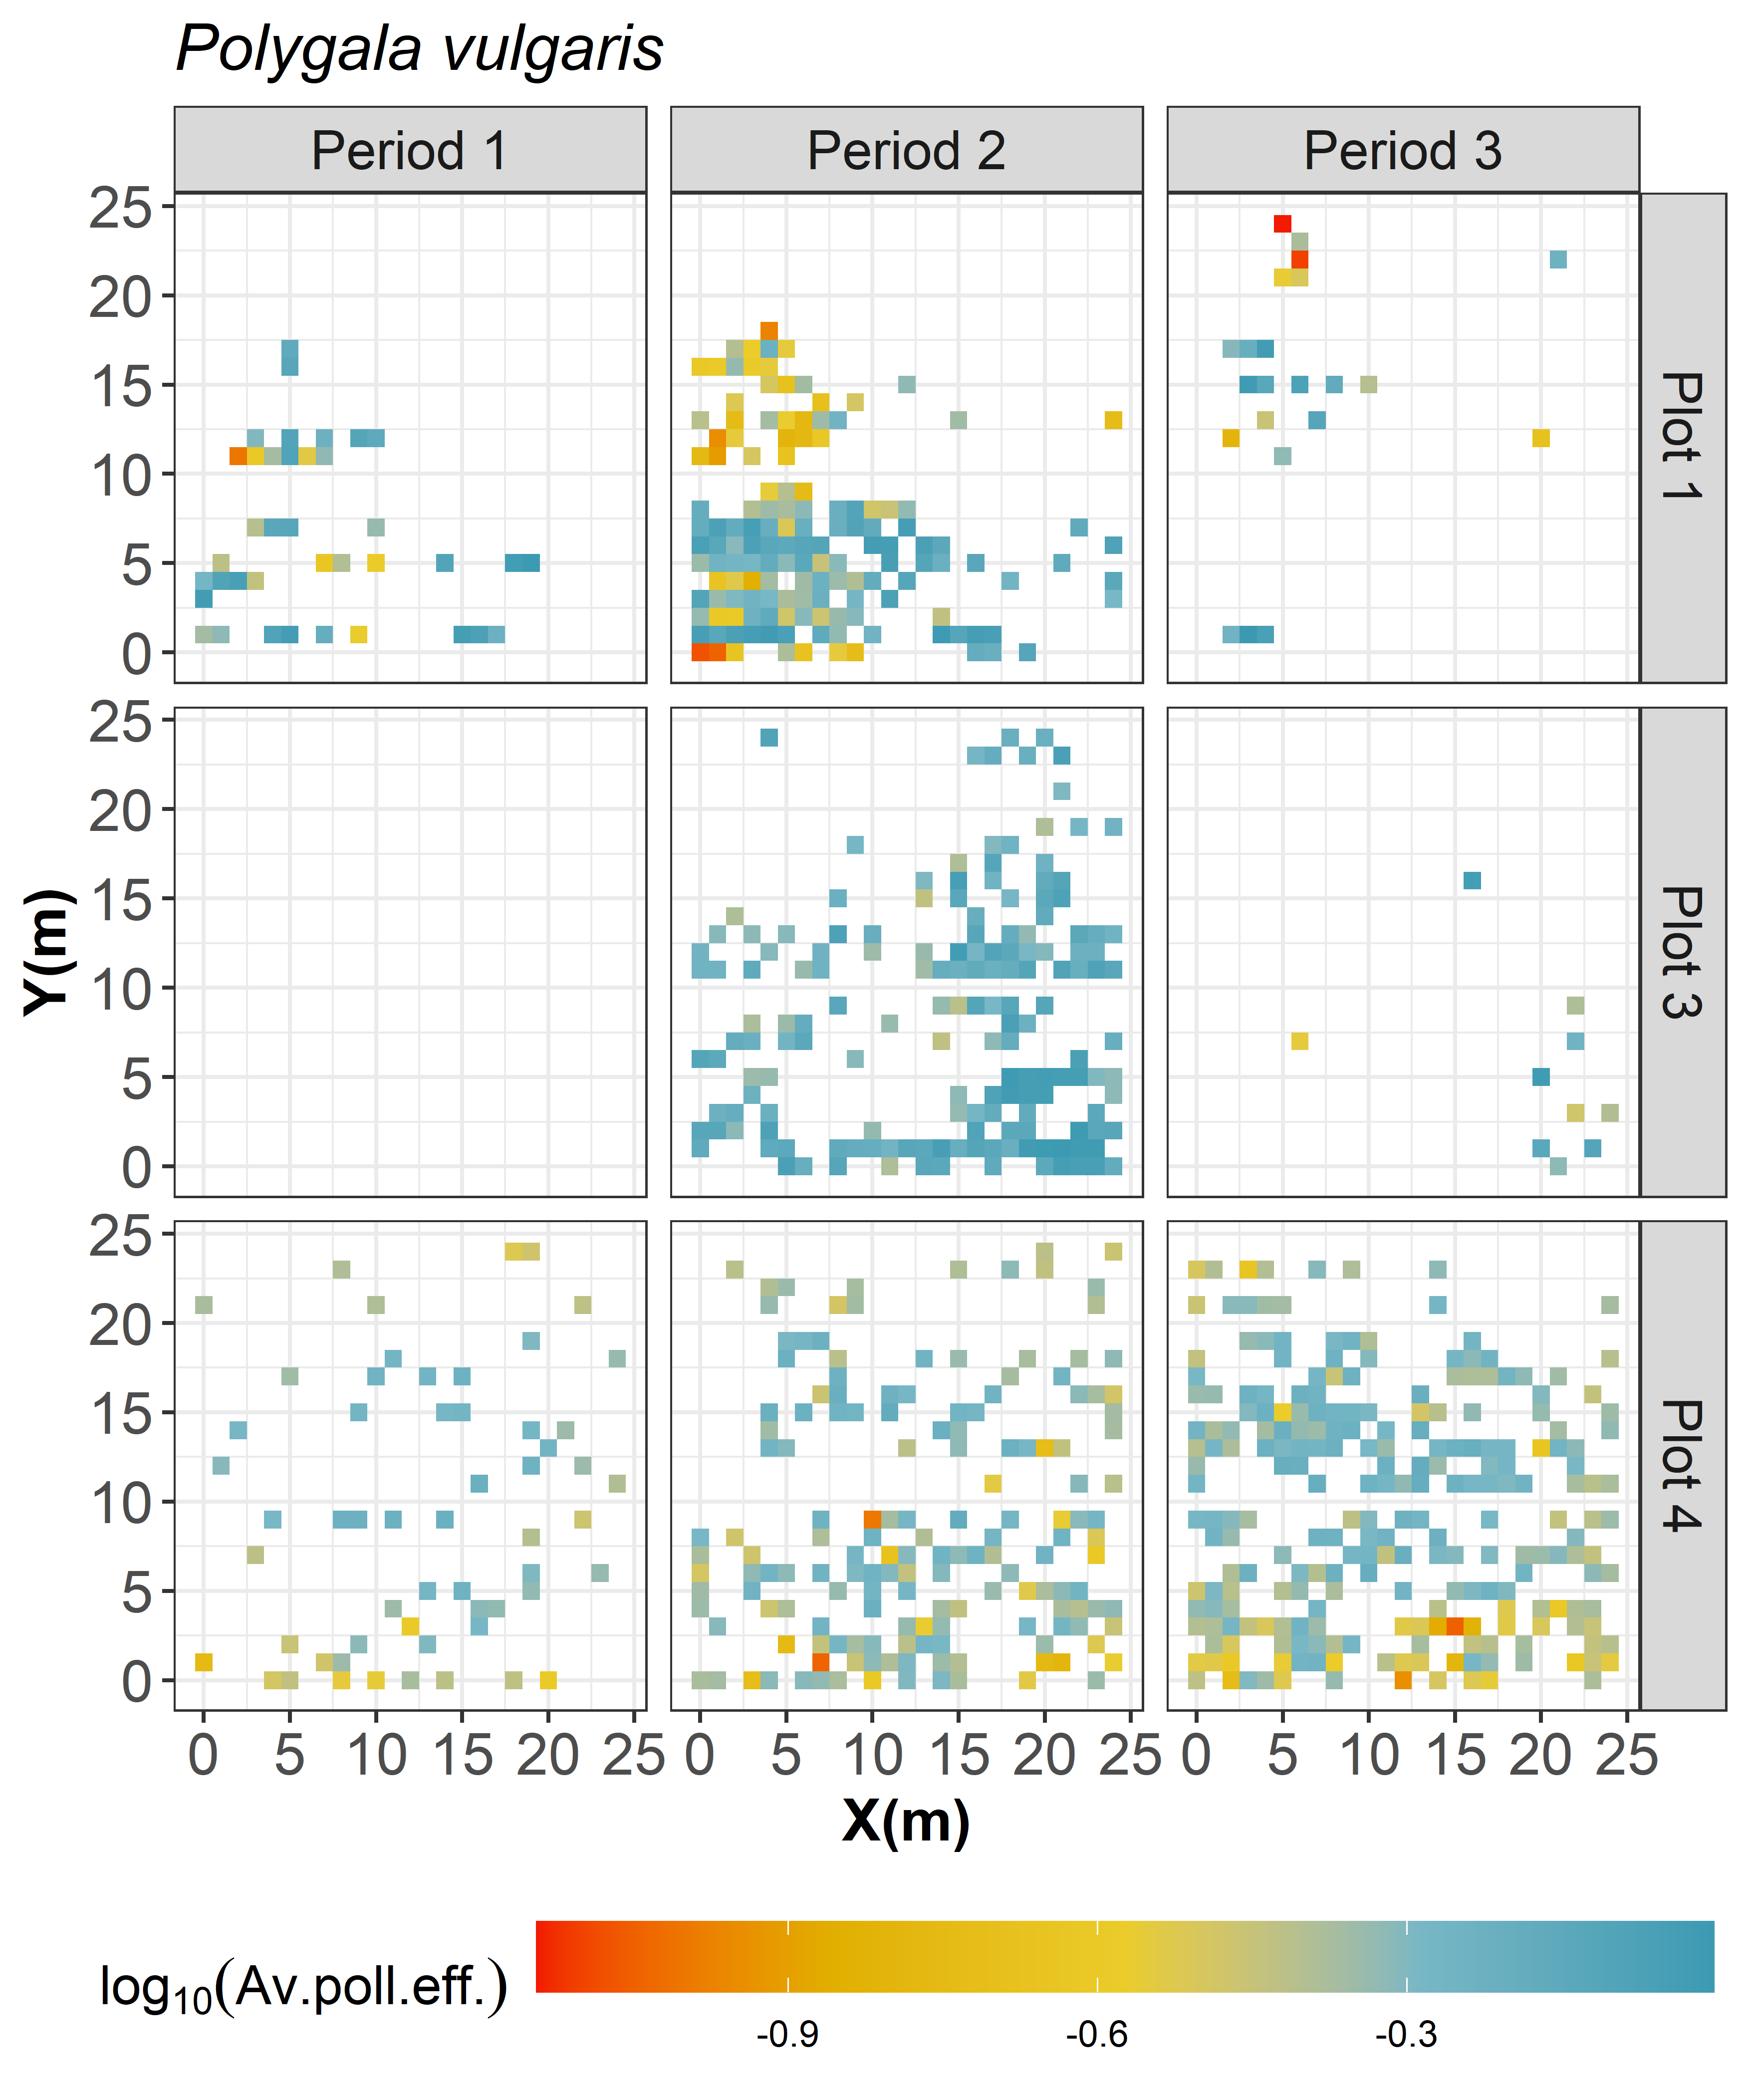 Polygala vulgaris
Period 1 Period 2 Period 3
25
20
15
10
5
0
Plot 1
25
20
15
10
5
0
Plot 3
25
20
15
10
5
0
Plot 4
Y(m)
0 5 10 15 20 25 0 5 10 15 20 25 0 5 10 15 20 25
X(m)
log10(Av.poll.eff.)
-0.9 -0.6 -0.3